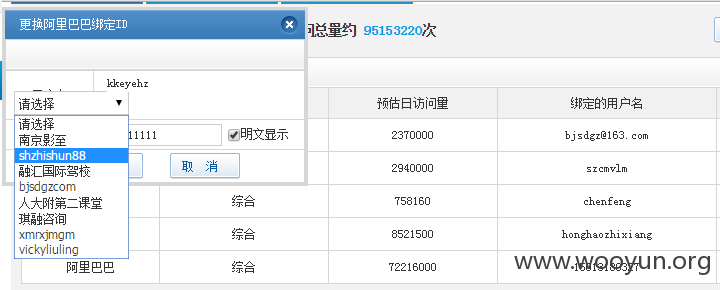 更换阿里巴巴绑定ID
问总量约 95153220次
kkeyehz
请选择
11111
明文显示
取 消
请选择
南京影至
shzhishun88
融汇国际驾校
bjsdgzcom
人大附第二课堂
琪融咨询
xmrxjmgm
vickyliuling
预估日访问量 绑定的用户名
2370000 bjsdgz@163.com
2940000 szcmvlm
综合 758160 chenfeng
综合 8521500 honghaozhixiang
阿里巴巴 综合 72216000
www.wooyun.org